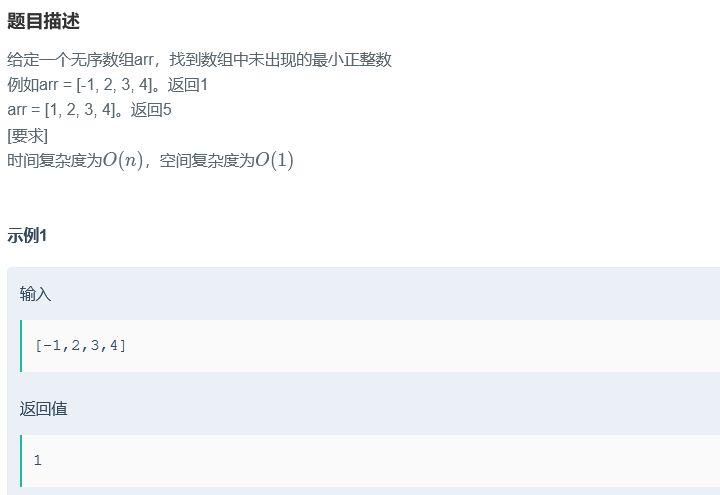 题目描述
给定一个无序数组arr，找到数组中未出现的最小正整数
例如arr = [-1, 2, 3, 4]。返回1
arr = [1, 2, 3, 4]。返回5
[要求]
时间复杂度为O(n)，空间复杂度为O(1)
示例1
输入
[-1,2,3,4]
返回值
1